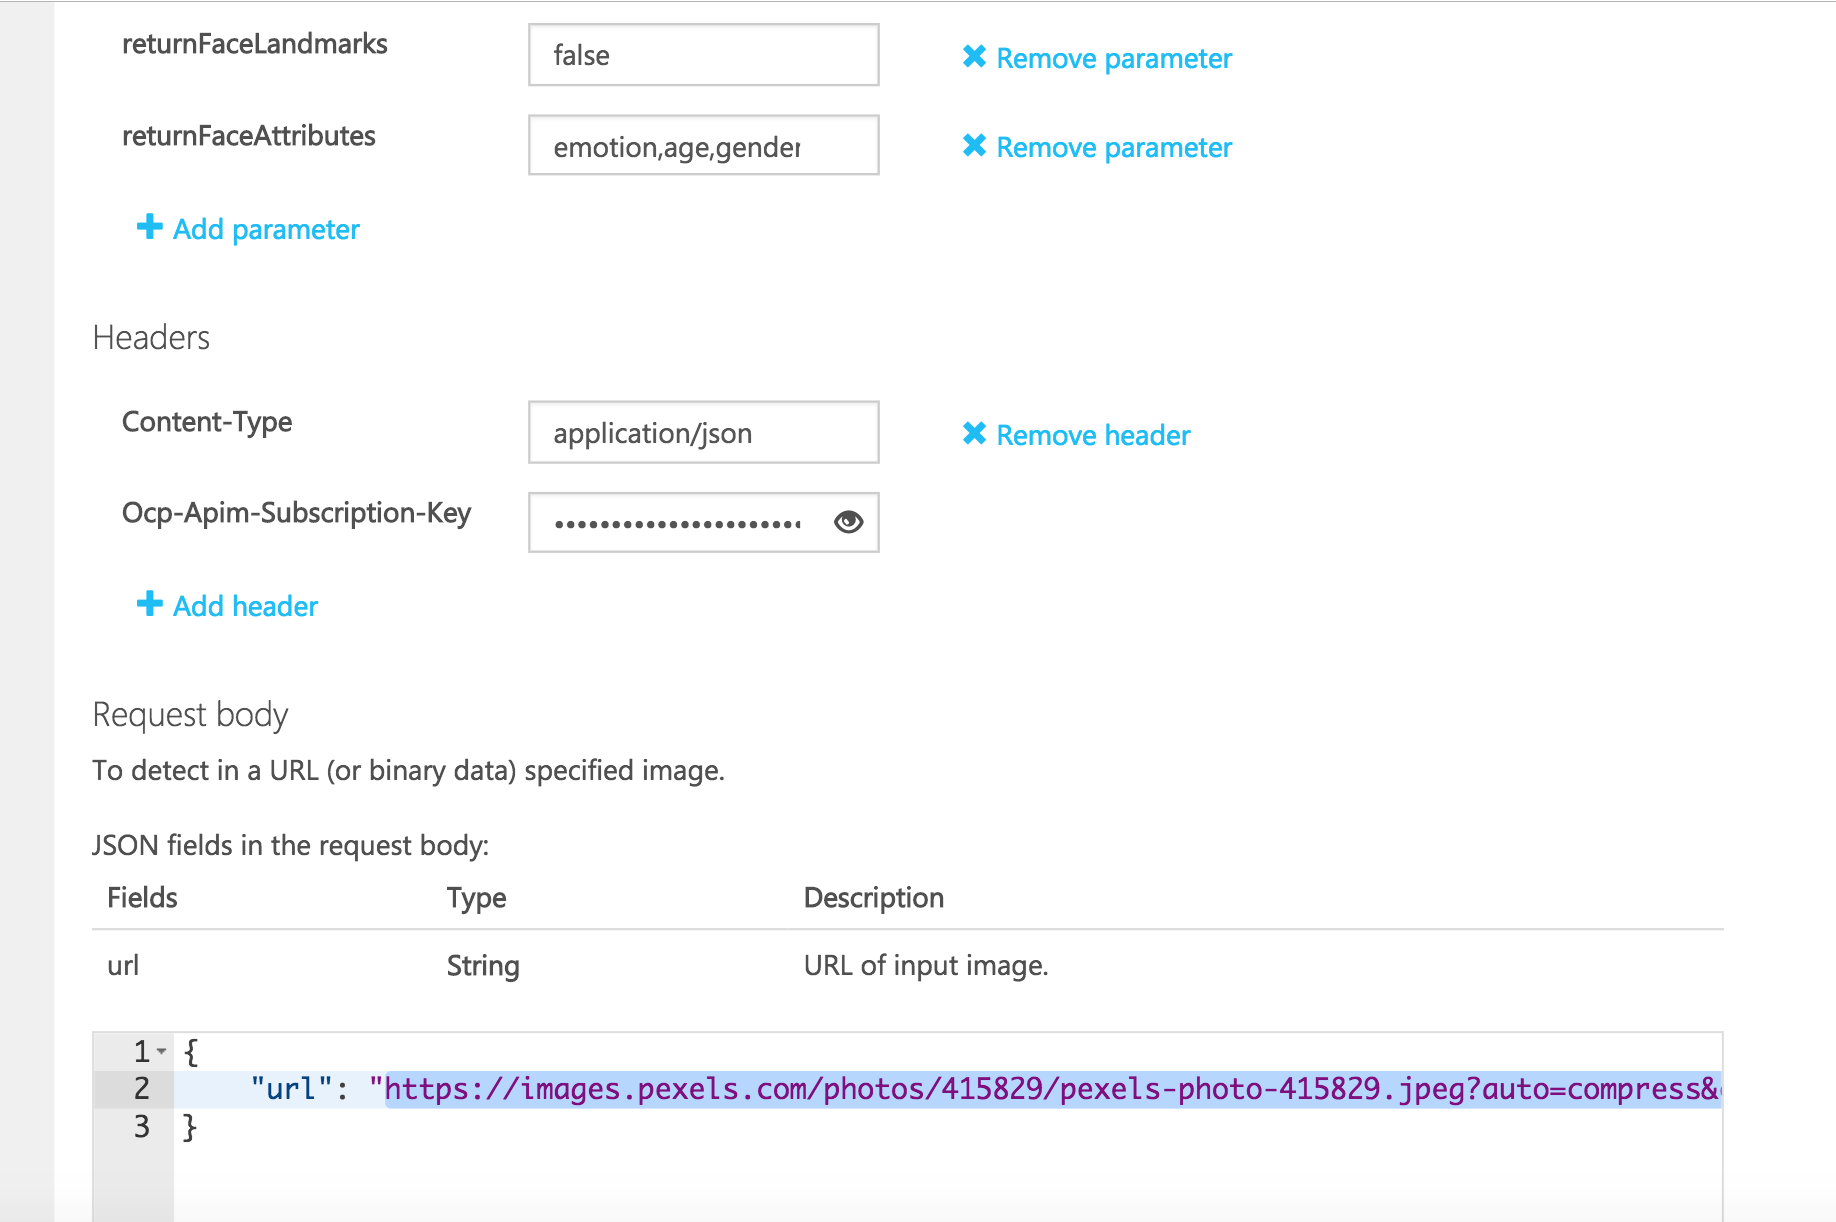 returnFaceLandmarks false Remove parameter
returnFaceAttributes emotion,age,gender Remove parameter
Add parameter
Headers
Content-Type application/json Remove header
Ocp-Apim-Subscription-Key
Add header
Request body
To detect in a URL (or binary data) specified image.
JSON fields in the request body:
Fields Type Description
url String URL of input image.
1 {
2 "url": "https://images.pexels.com/photos/415829/pexels-photo-415829.jpeg?auto=compress&
3 }